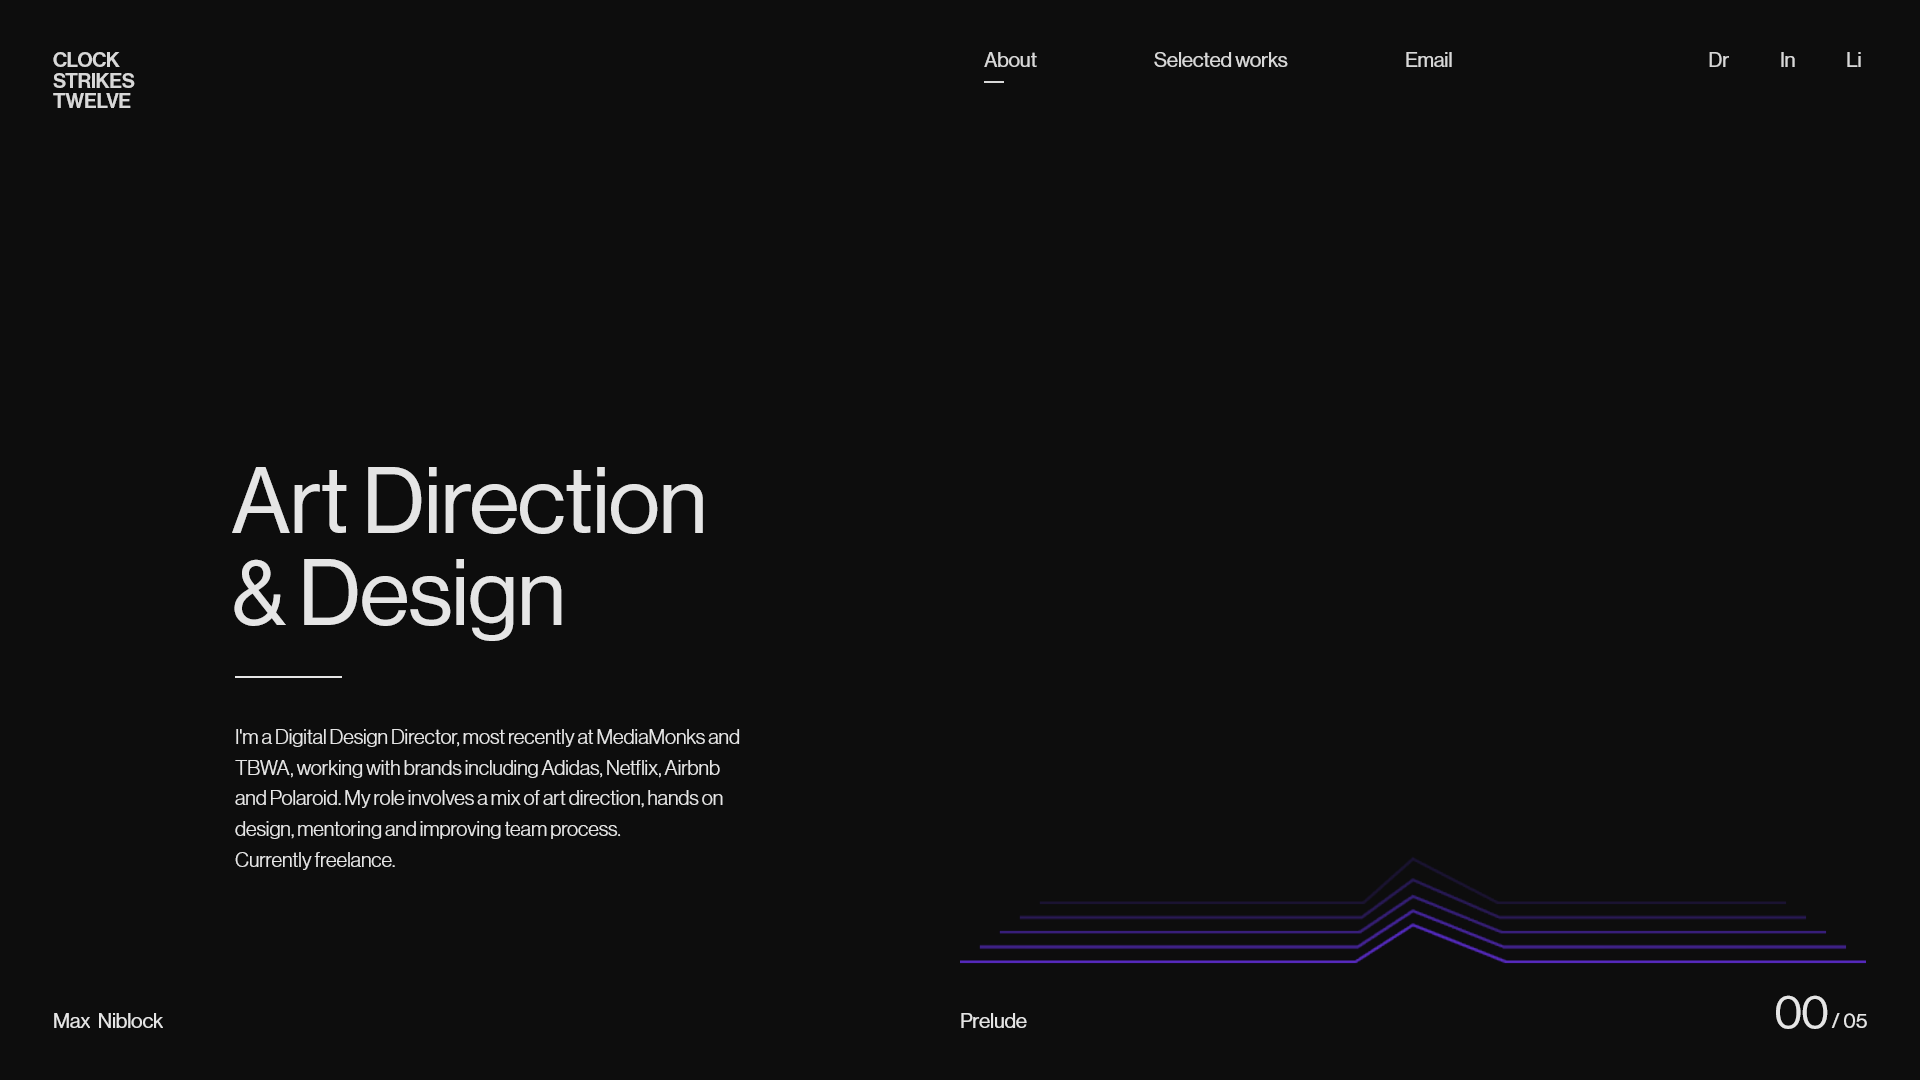 CLOCK
STRIKES
TWELVE
About
Selected works
Email
Dr
In
Li
Art Direction
& Design
I'm a Digital Design Director, most recently at MediaMonks and
TBWA, working with brands including Adidas, Netflix, Airbnb
and Polaroid. My role involves a mix of art direction, hands on
design, mentoring and improving team process.
Currently freelance.
Max Niblock
Prelude
00 / 05